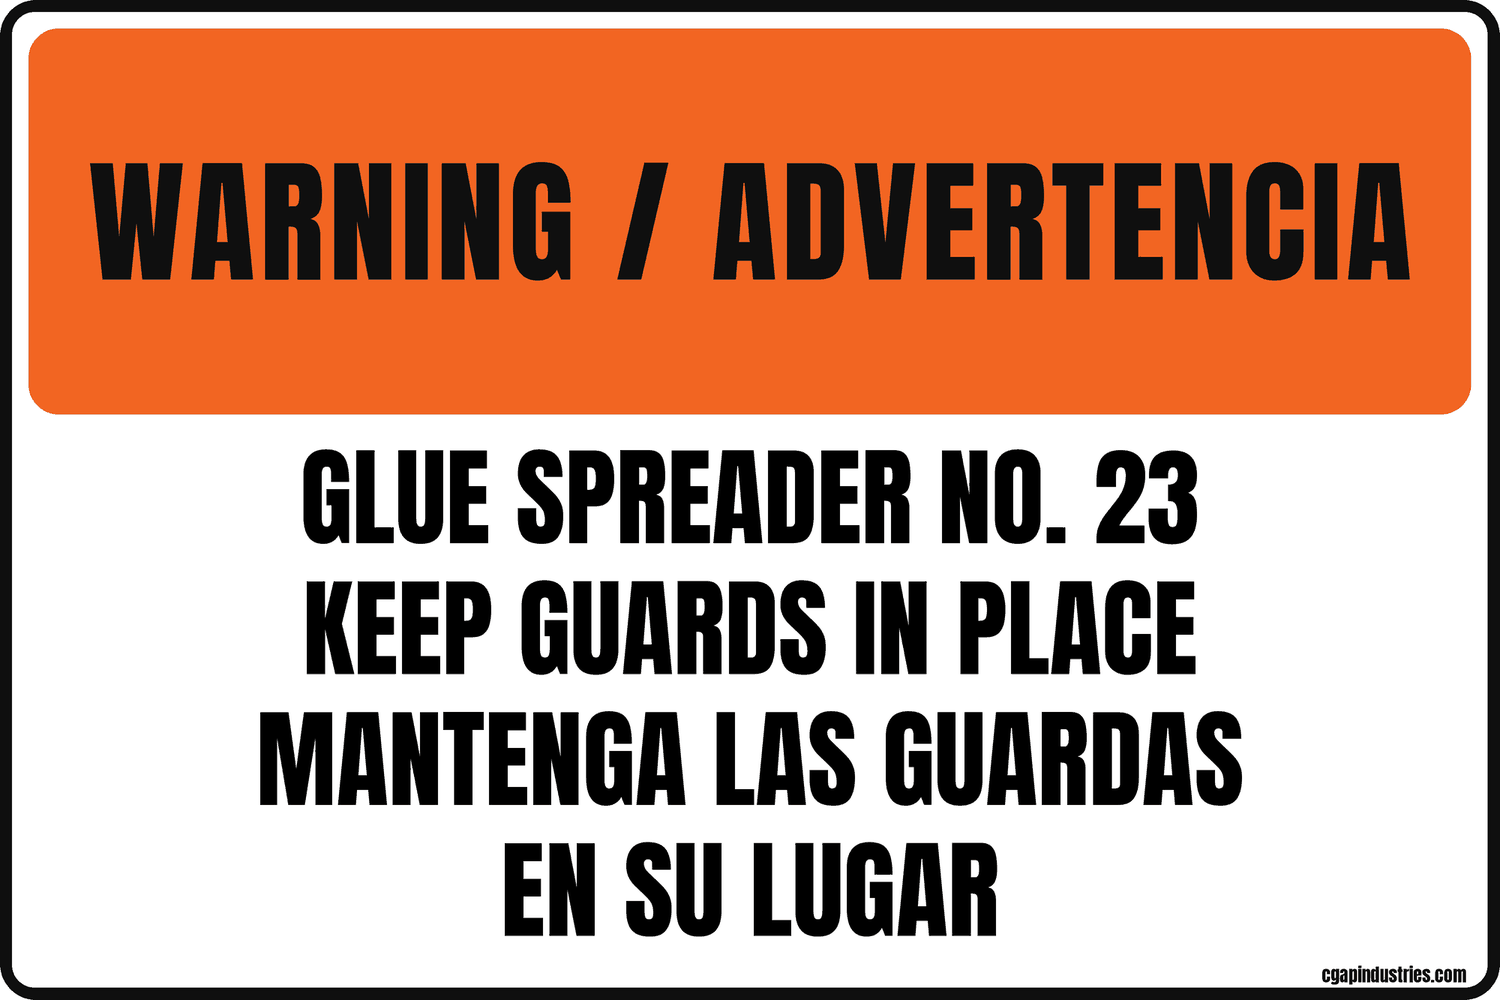 WARNING / ADVERTENCIA
GLUE SPREADER NO. 23
KEEP GUARDS IN PLACE
MANTENGA LAS GUARDAS
EN SU LUGAR
cgapindustries.com